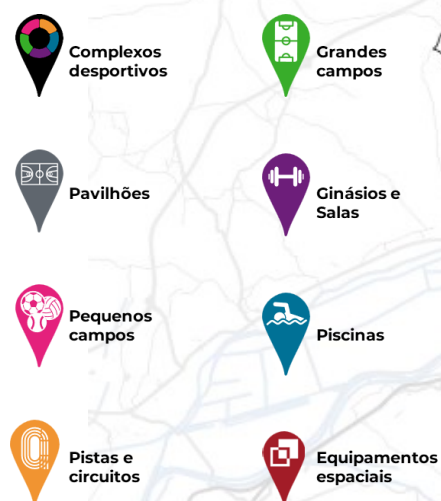 Complexos
desportivos
Grandes
campos
Pavilhões
Ginásios e
Salas
Pequenos
campos
Piscinas
Pistas e
circuitos
Equipamentos
espaciais